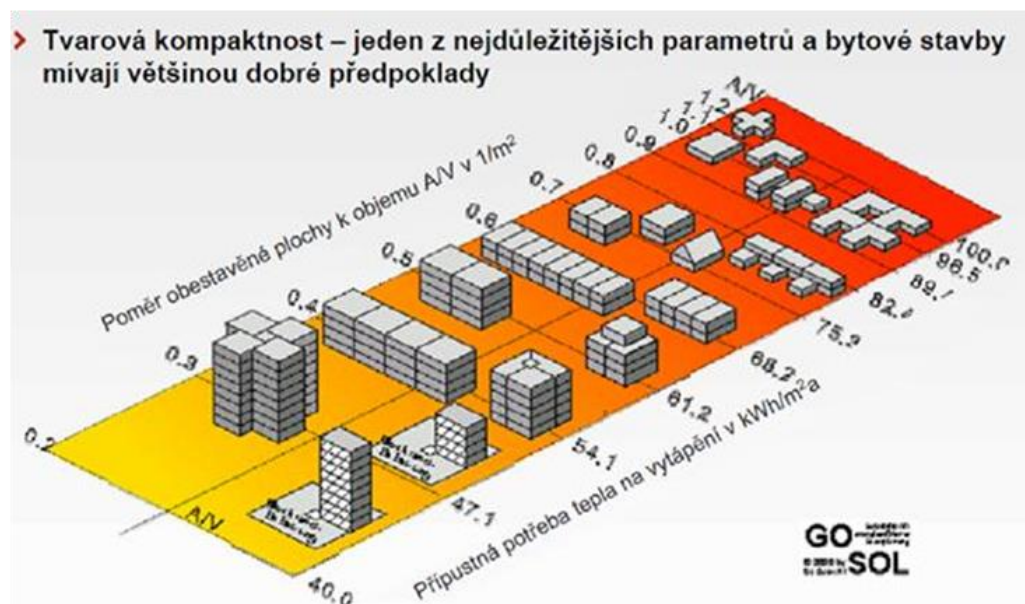 Tvarová kompaktnost – jeden z nejdůležitějších parametrů a bytové stavby
mívají většinou dobré předpoklady
Poměr obestavěné plochy k objemu A/V v 1/m²
A/V
1.2
1.1
1.0
0.9
0.8
0.7
0.6
0.5
0.4
0.3
0.2
A/V
100.0
96.5
89.1
82.4
75.3
68.2
61.2
54.1
47.1
40.0
Přípustná potřeba tepla na vytápění v kWh/m²a
GO
SOL